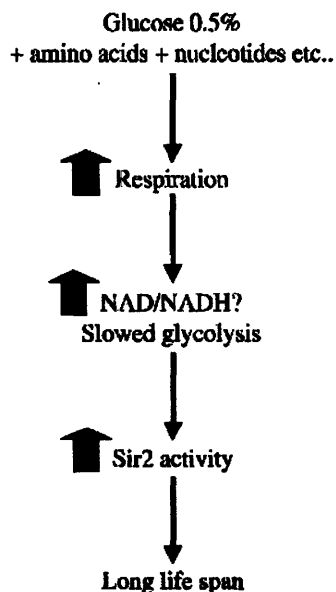 Glucose 0.5%
+ amino acids + nucleotides etc..
Respiration
NAD/NADH?
Slowed glycolysis
Sir2 activity
Long life span